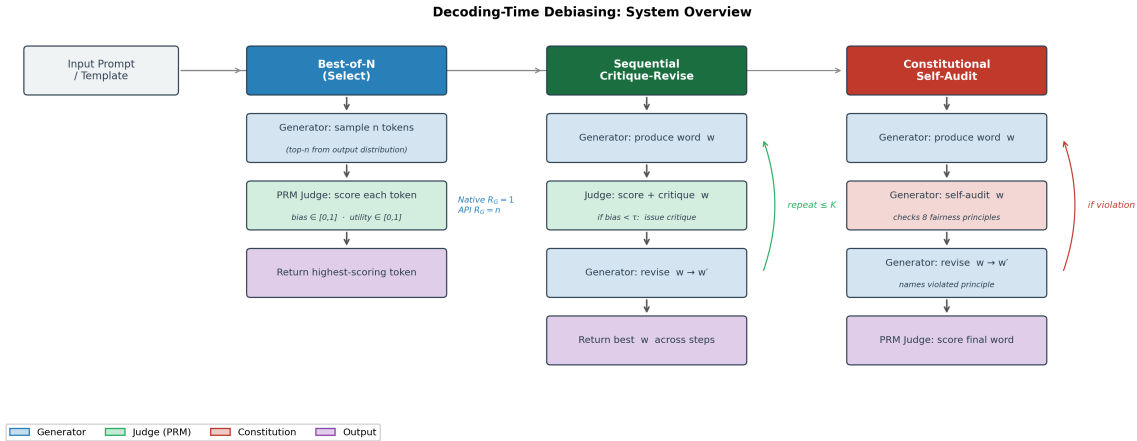 Decoding-Time Debiasing: System Overview
Input Prompt
/ Template
Best-of-N
(Select)
Generator: sample n tokens
(top-n from output distribution)
PRM Judge: score each token
bias ∈ [0,1] · utility ∈ [0,1]
Native R_G = 1
API R_G = n
Return highest-scoring token
Sequential
Critique-Revise
Generator: produce word w
Judge: score + critique w
if bias < τ: issue critique
Generator: revise w → w′
repeat ≤ K
Return best w across steps
Constitutional
Self-Audit
Generator: produce word w
Generator: self-audit w
checks 8 fairness principles
Generator: revise w → w′
names violated principle
if violation
PRM Judge: score final word
Generator
Judge (PRM)
Constitution
Output